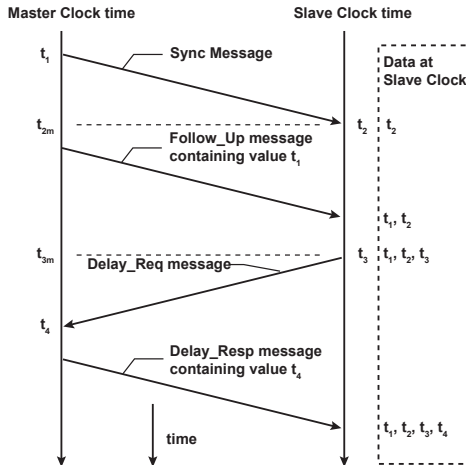 Master Clock time
Slave Clock time
t1
Sync Message
Data at
Slave Clock
t2m
t2
t2
Follow_Up message
containing value t1
t1, t2
t3m
t3
t1, t2, t3
Delay_Req message
t4
Delay_Resp message
containing value t4
time
t1, t2, t3, t4